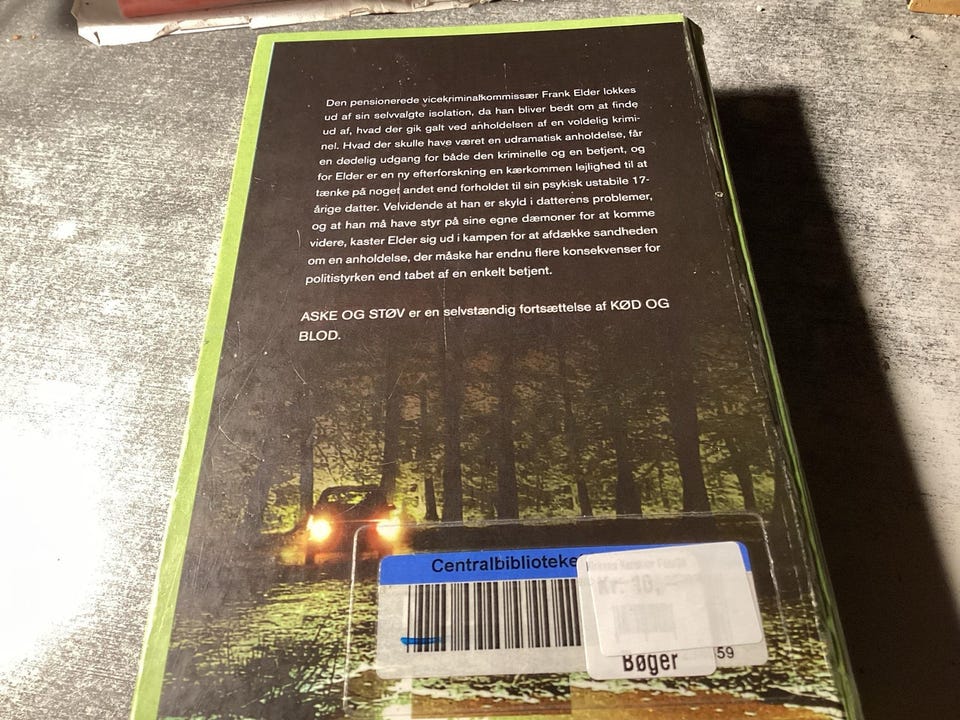 Den pensionerede vicekriminalkommissær Frank Elder lokkes
ud af sin selvvalgte isolation, da han bliver bedt om at finde
ud af, hvad der gik galt ved anholdelsen af en voldelig krimi-
nel. Hvad der skulle have været en udramatisk anholdelse, får
en dødelig udgang for både den kriminelle og en betjent, og
for Elder er en ny efterforskning en kærkommen lejlighed til at
tænke på noget andet end forholdet til sin psykisk ustabile 17-
årige datter. Velvidende at han er skyld i datterens problemer,
og at han må have styr på sine egne dæmoner for at komme
videre, kaster Elder sig ud i kampen for at afdække sandheden
om en anholdelse, der måske har endnu flere konsekvenser for
politistyrken end tabet af en enkelt betjent.
ASKE OG STØV er en selvstændig fortsættelse af KØD OG
BLOD.
Centralbiblioteke
Kr. 10,-
Bøger
59